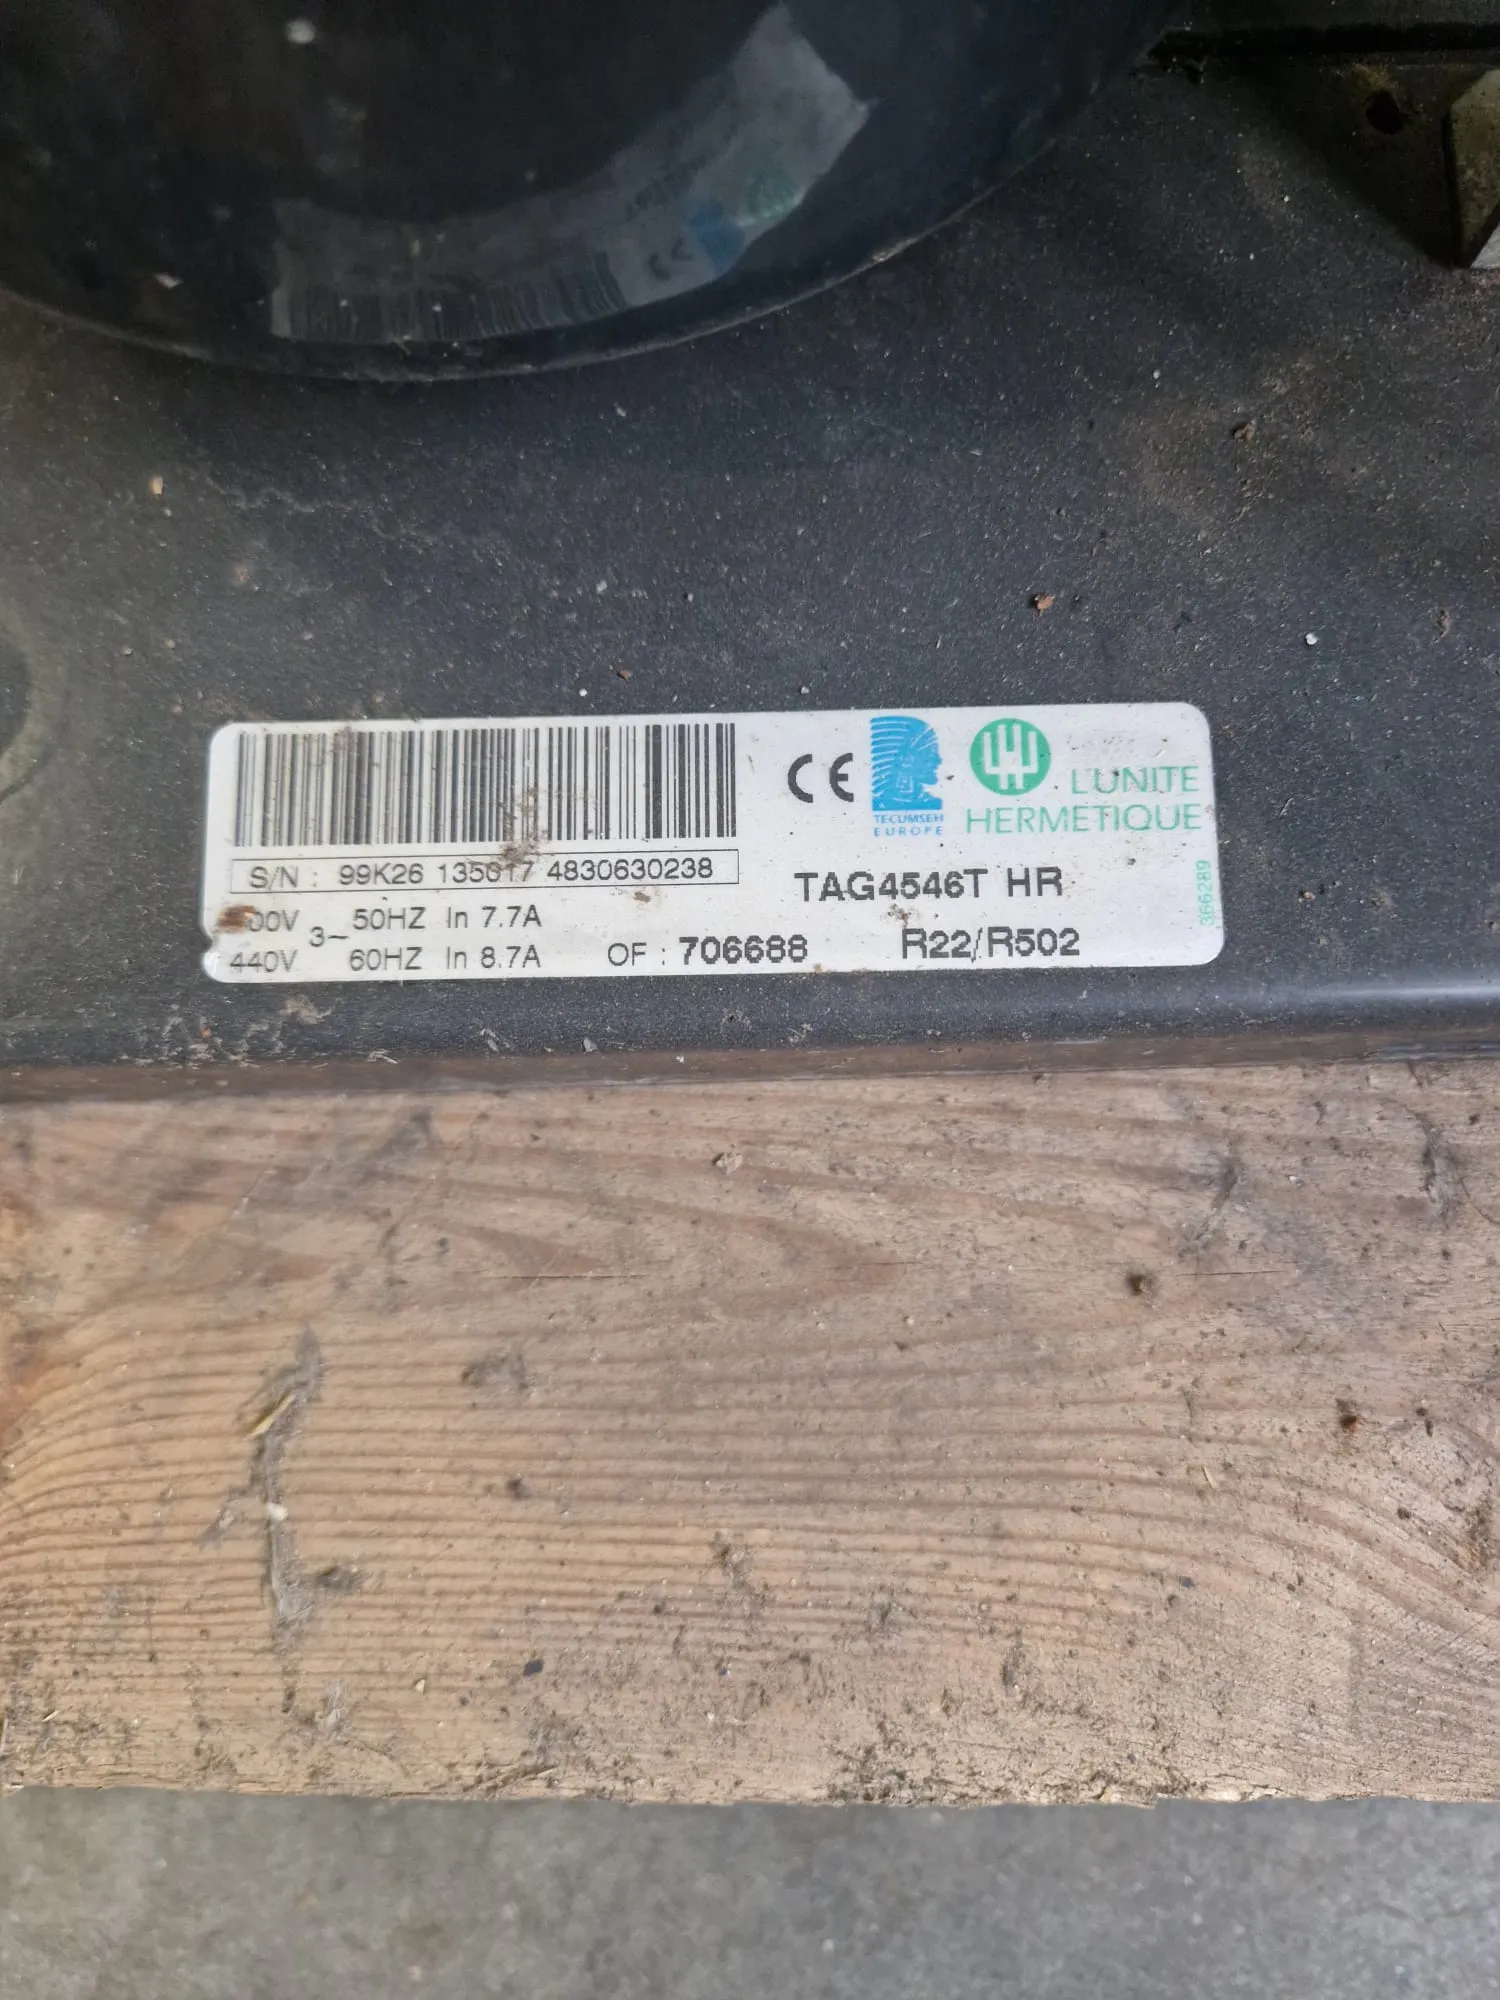 CE
TECUMSEH
EUROPE
L'UNITE
HERMETIQUE
S/N : 99K26 135017 4830630238
TAG4546T HR
366289
00V 3~ 50HZ In 7.7A
440V 60HZ In 8.7A
OF : 706688
R22/R502